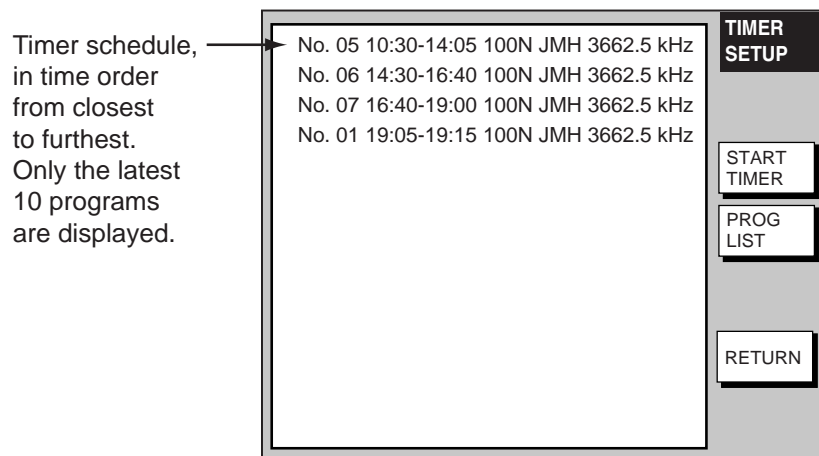 Timer schedule,
in time order
from closest
to furthest.
Only the latest
10 programs
are displayed.
No. 05 10:30-14:05 100N JMH 3662.5 kHz
No. 06 14:30-16:40 100N JMH 3662.5 kHz
No. 07 16:40-19:00 100N JMH 3662.5 kHz
No. 01 19:05-19:15 100N JMH 3662.5 kHz
TIMER
SETUP
START
TIMER
PROG
LIST
RETURN